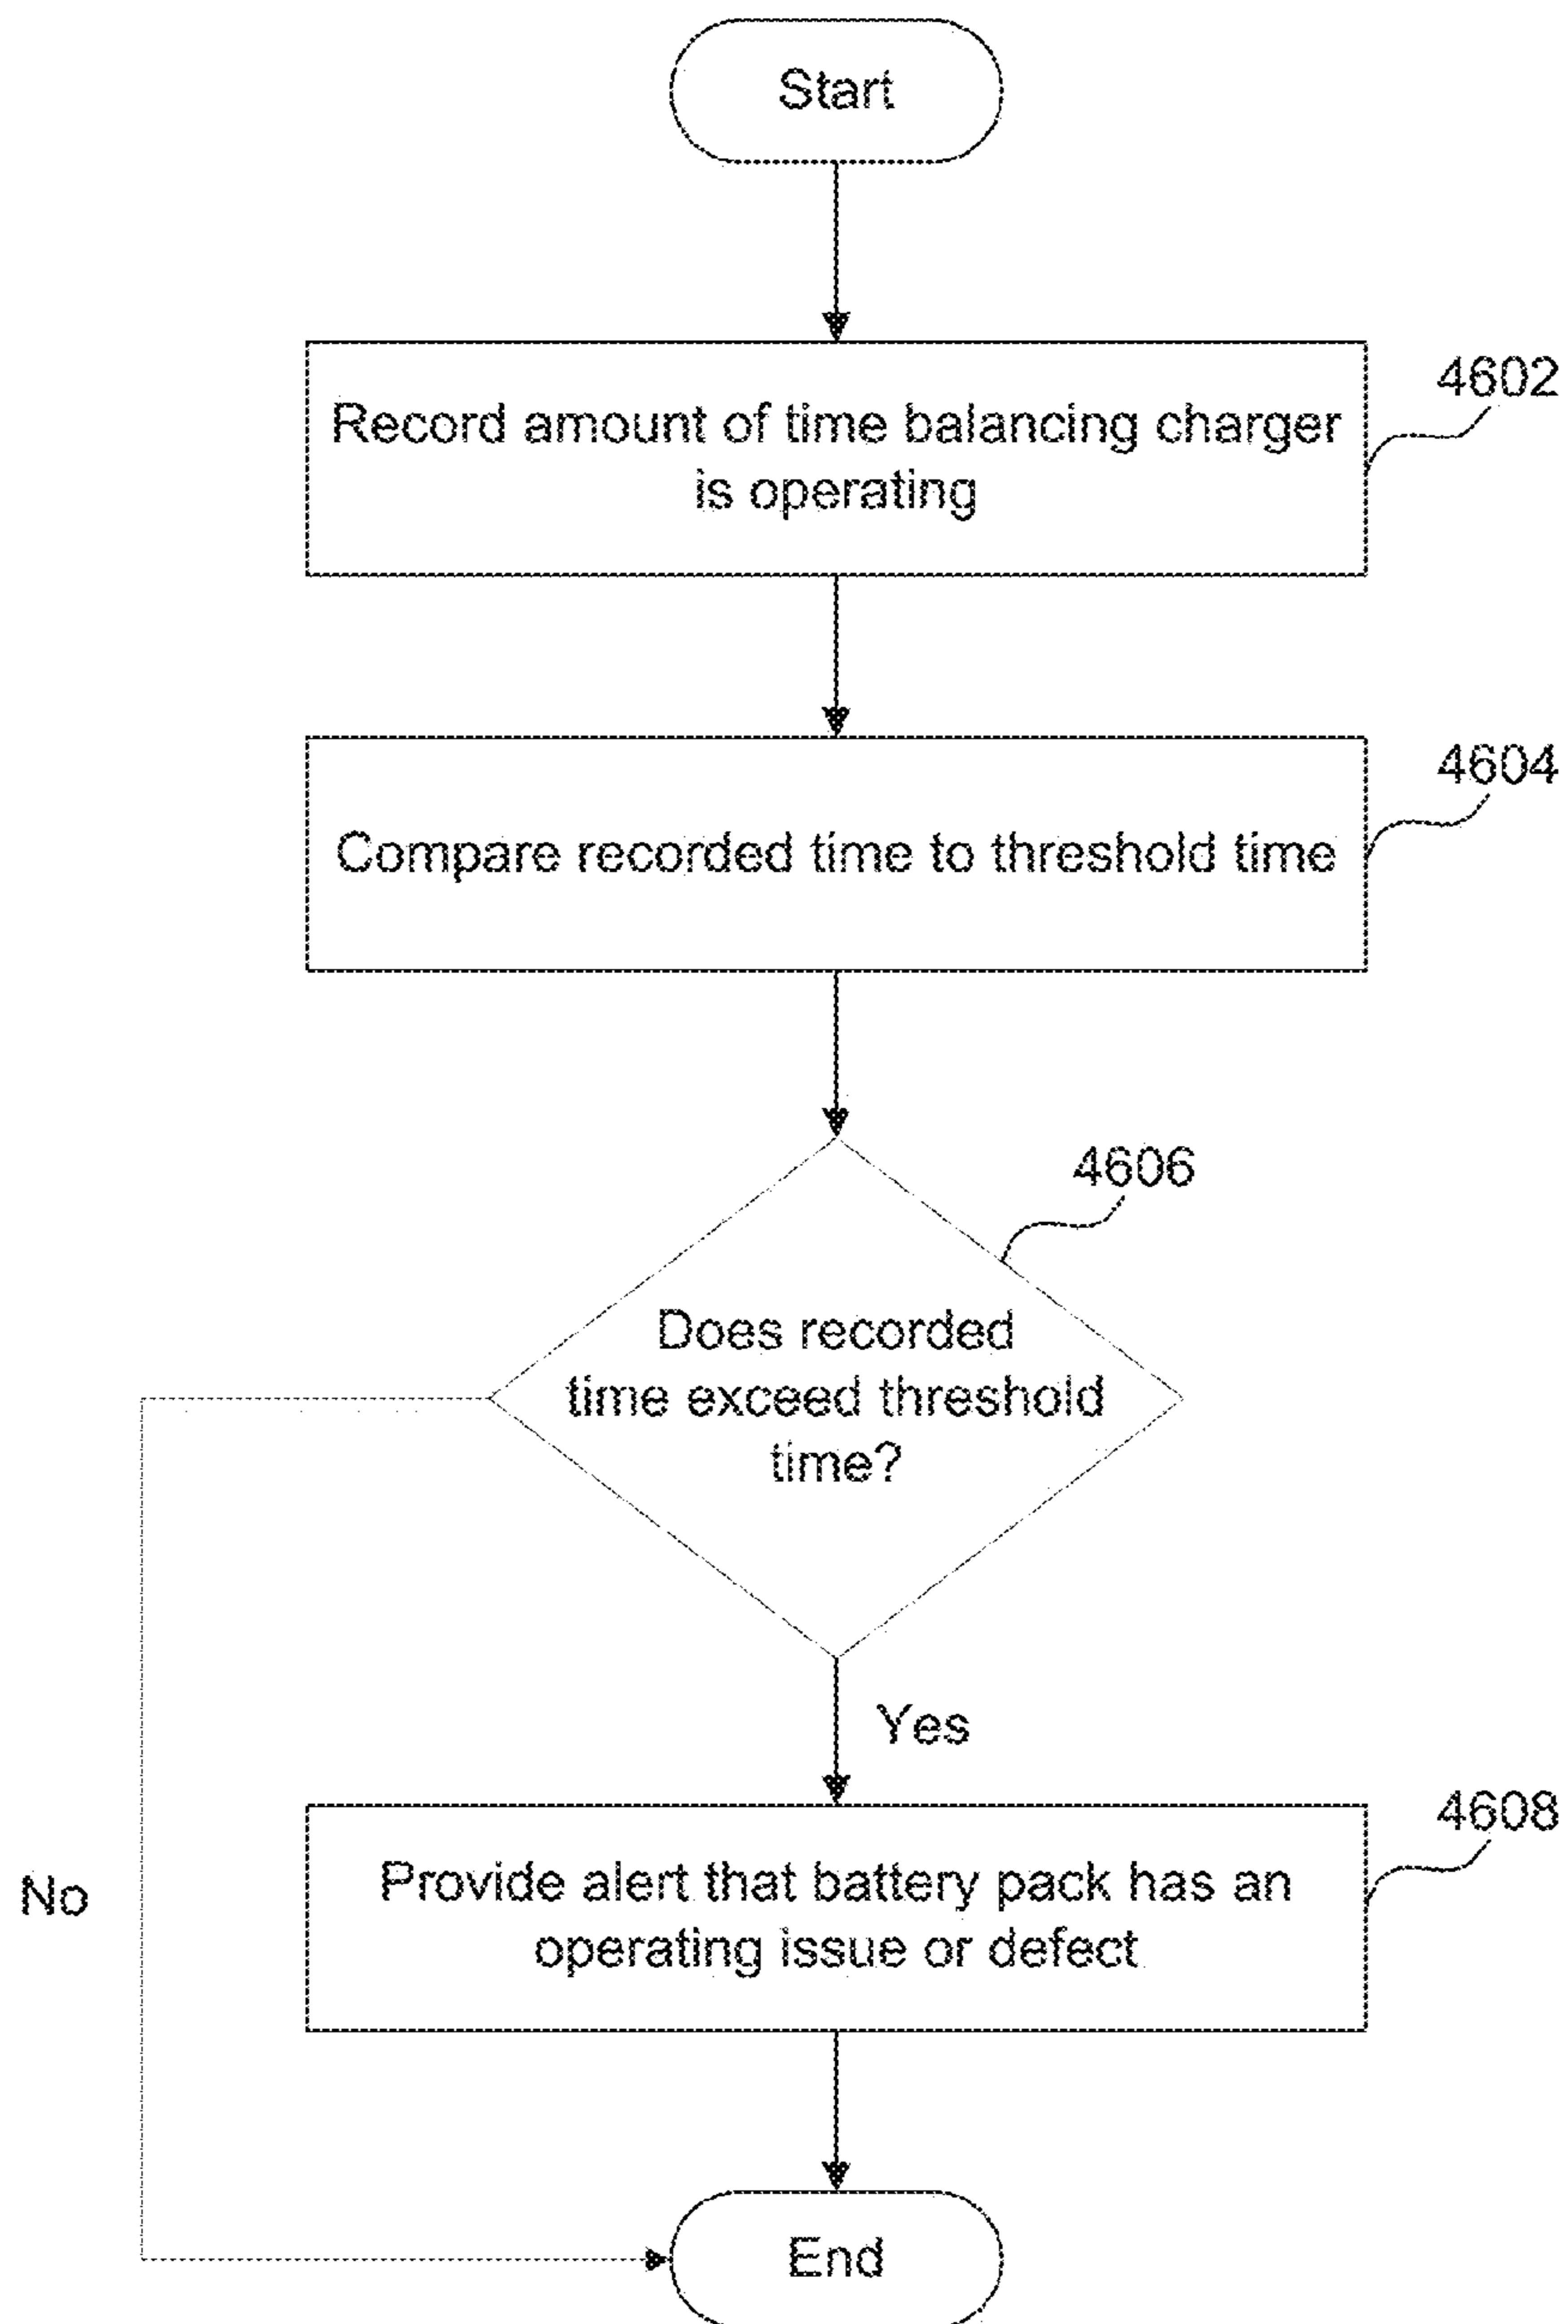 Start
4602
Record amount of time balancing charger
is operating
4604
Compare recorded time to threshold time
4606
Does recorded
time exceed threshold
time?
Yes
4608
Provide alert that battery pack has an
operating issue or defect
No
End